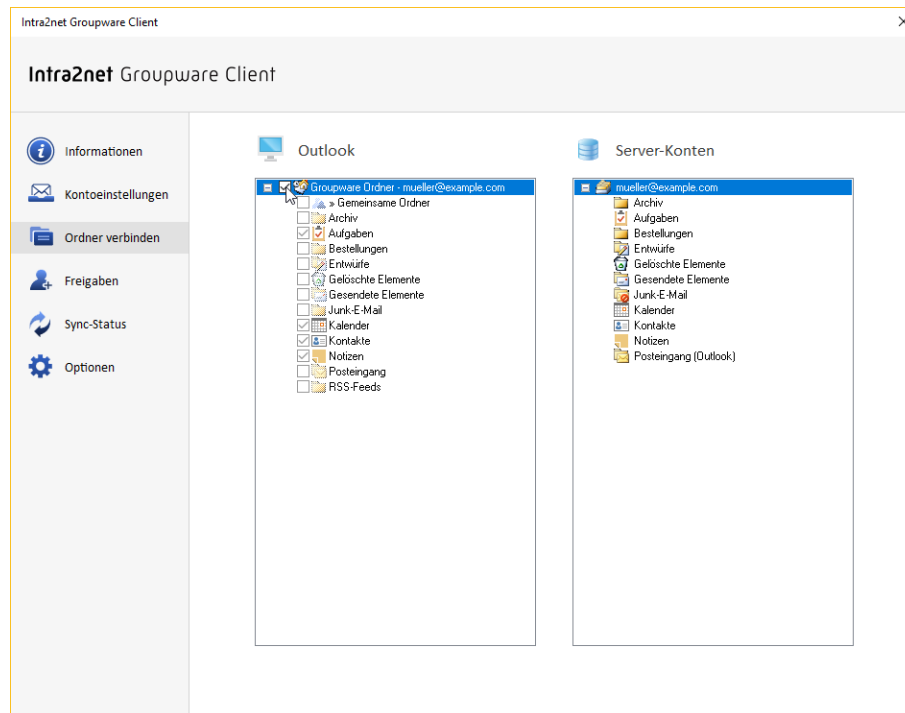 Intra2net Groupware Client
Intra2net Groupware Client
Informationen
Kontoeinstellungen
Ordner verbinden
Freigaben
Sync-Status
Optionen
Outlook
Groupware Ordner - mueller@example.com
» Gemeinsame Ordner
Archiv
Aufgaben
Bestellungen
Entwürfe
Gelöschte Elemente
Gesendete Elemente
Junk-E-Mail
Kalender
Kontakte
Notizen
Posteingang
RSS-Feeds
Server-Konten
mueller@example.com
Archiv
Aufgaben
Bestellungen
Entwürfe
Gelöschte Elemente
Gesendete Elemente
Junk-E-Mail
Kalender
Kontakte
Notizen
Posteingang (Outlook)